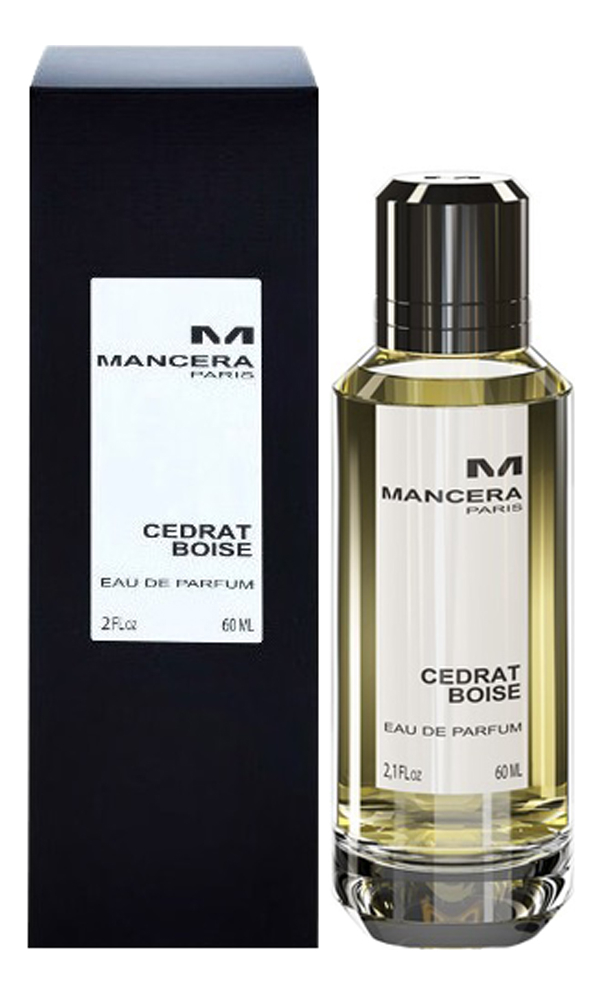 M
MANCERA
PARIS
CEDRAT
BOISE
EAU DE PARFUM
2FLoz 60 ML
M
MANCERA
PARIS
CEDRAT
BOISE
EAU DE PARFUM
2,1FLoz 60 ML